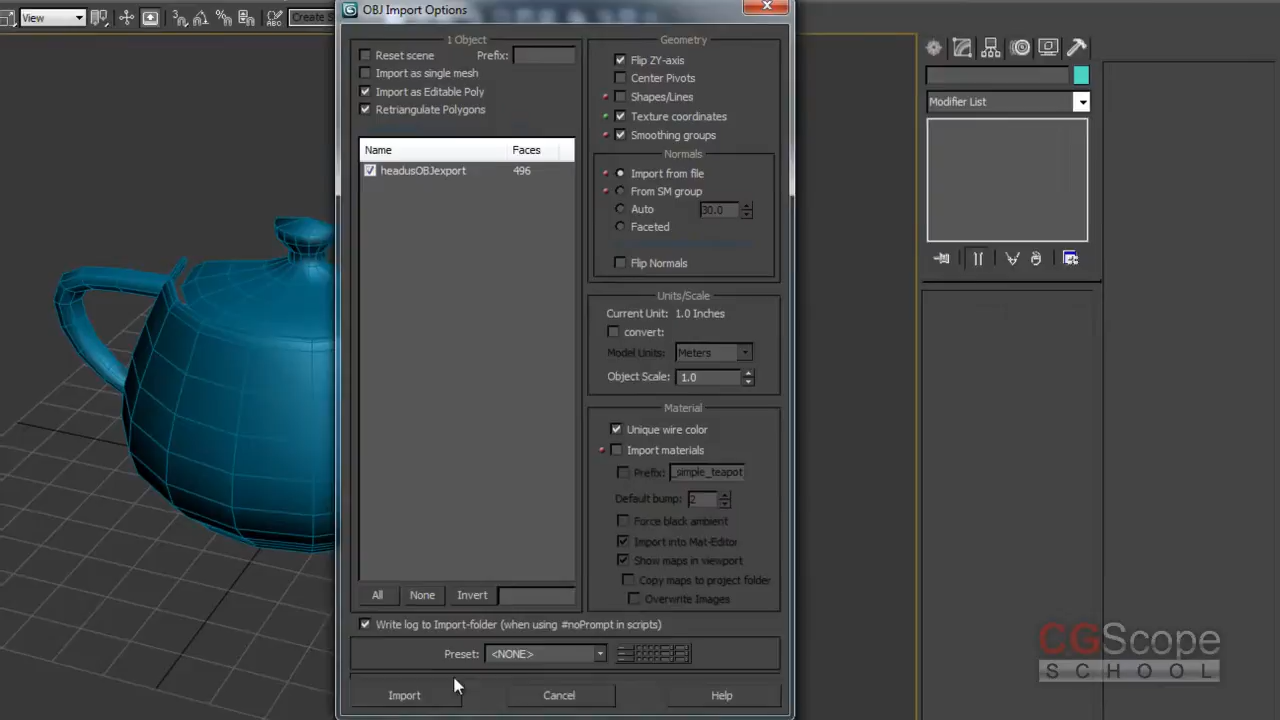 View
Create S
OBJ Import Options
1 Object
Reset scene
Prefix:
Import as single mesh
Import as Editable Poly
Retriangulate Polygons
Name Faces
headusOBJexport 496
All None Invert
Geometry
Flip ZY-axis
Center Pivots
Shapes/Lines
Texture coordinates
Smoothing groups
Normals
Import from file
From SM group
Auto 30.0
Faceted
Flip Normals
Units/Scale
Current Unit: 1.0 Inches
convert:
Model Units: Meters
Object Scale: 1.0
Material
Unique wire color
Import materials
Prefix: _simple_teapot
Default bump: 2
Force black ambient
Import into Mat-Editor
Show maps in viewport
Copy maps to project folder
Overwrite Images
Write log to Import-folder (when using #noPrompt in scripts)
Preset: <NONE>
Import Cancel Help
Modifier List
CGScope
SCHOOL